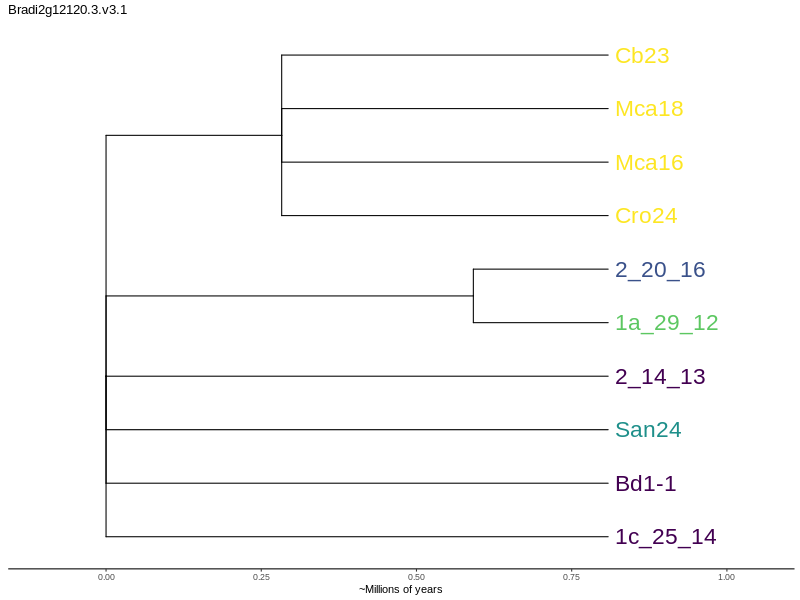 Bradi2g12120.3.v3.1
Cb23
Mca18
Mca16
Cro24
2_20_16
1a_29_12
2_14_13
San24
Bd1-1
1c_25_14
0.00 0.25 0.50 0.75 1.00
~Millions of years